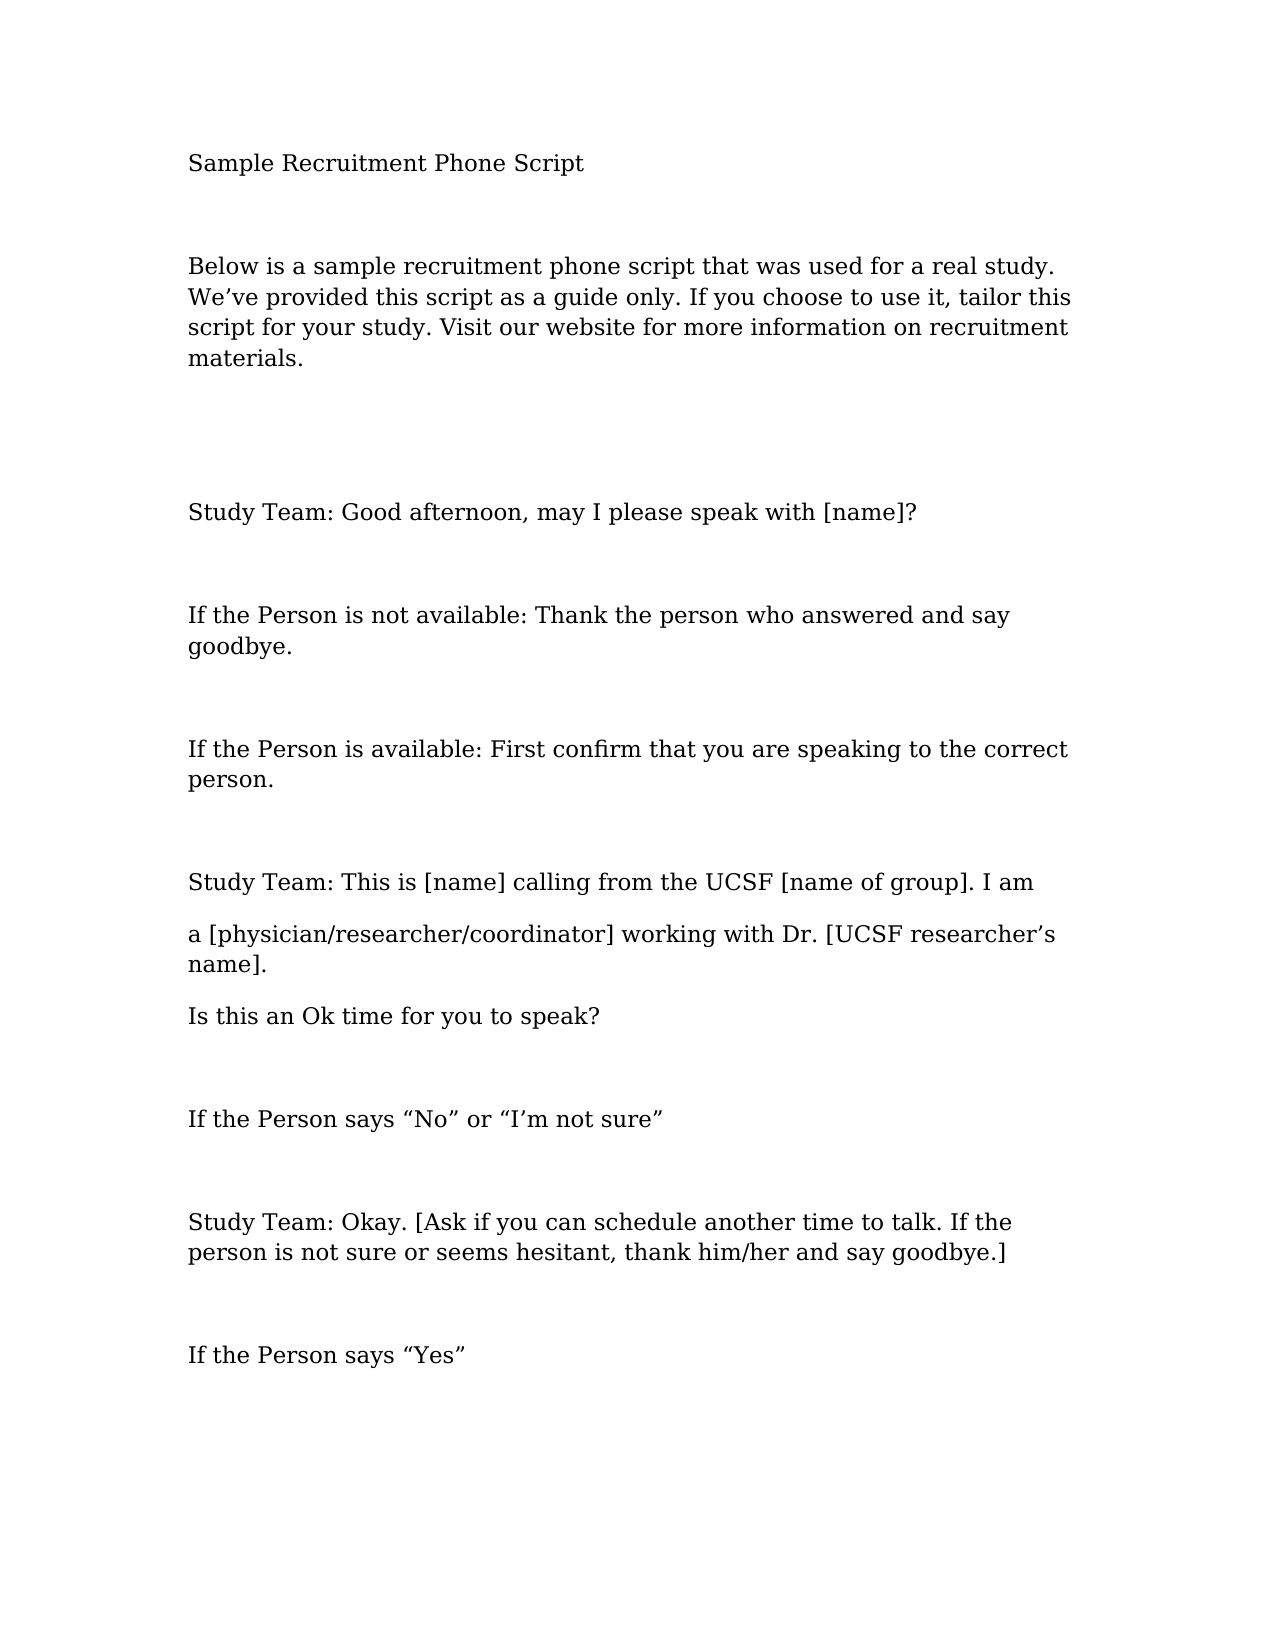 Sample Recruitment Phone Script
Below is a sample recruitment phone script that was used for a real study.
We’ve provided this script as a guide only. If you choose to use it, tailor this
script for your study. Visit our website for more information on recruitment
materials.
Study Team: Good afternoon, may I please speak with [name]?
If the Person is not available: Thank the person who answered and say
goodbye.
If the Person is available: First confirm that you are speaking to the correct
person.
Study Team: This is [name] calling from the UCSF [name of group]. I am
a [physician/researcher/coordinator] working with Dr. [UCSF researcher’s
name].
Is this an Ok time for you to speak?
If the Person says “No” or “I’m not sure”
Study Team: Okay. [Ask if you can schedule another time to talk. If the
person is not sure or seems hesitant, thank him/her and say goodbye.]
If the Person says “Yes”